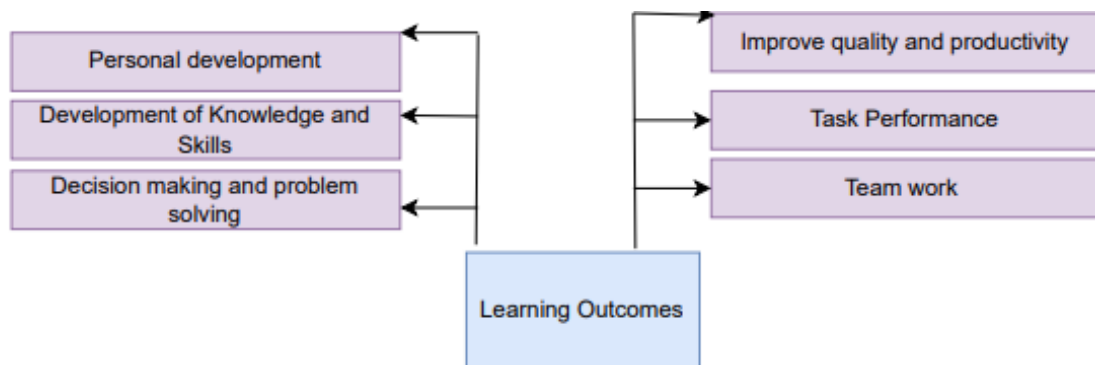 Personal development
Development of Knowledge and
Skills
Decision making and problem
solving
Improve quality and productivity
Task Performance
Team work
Learning Outcomes